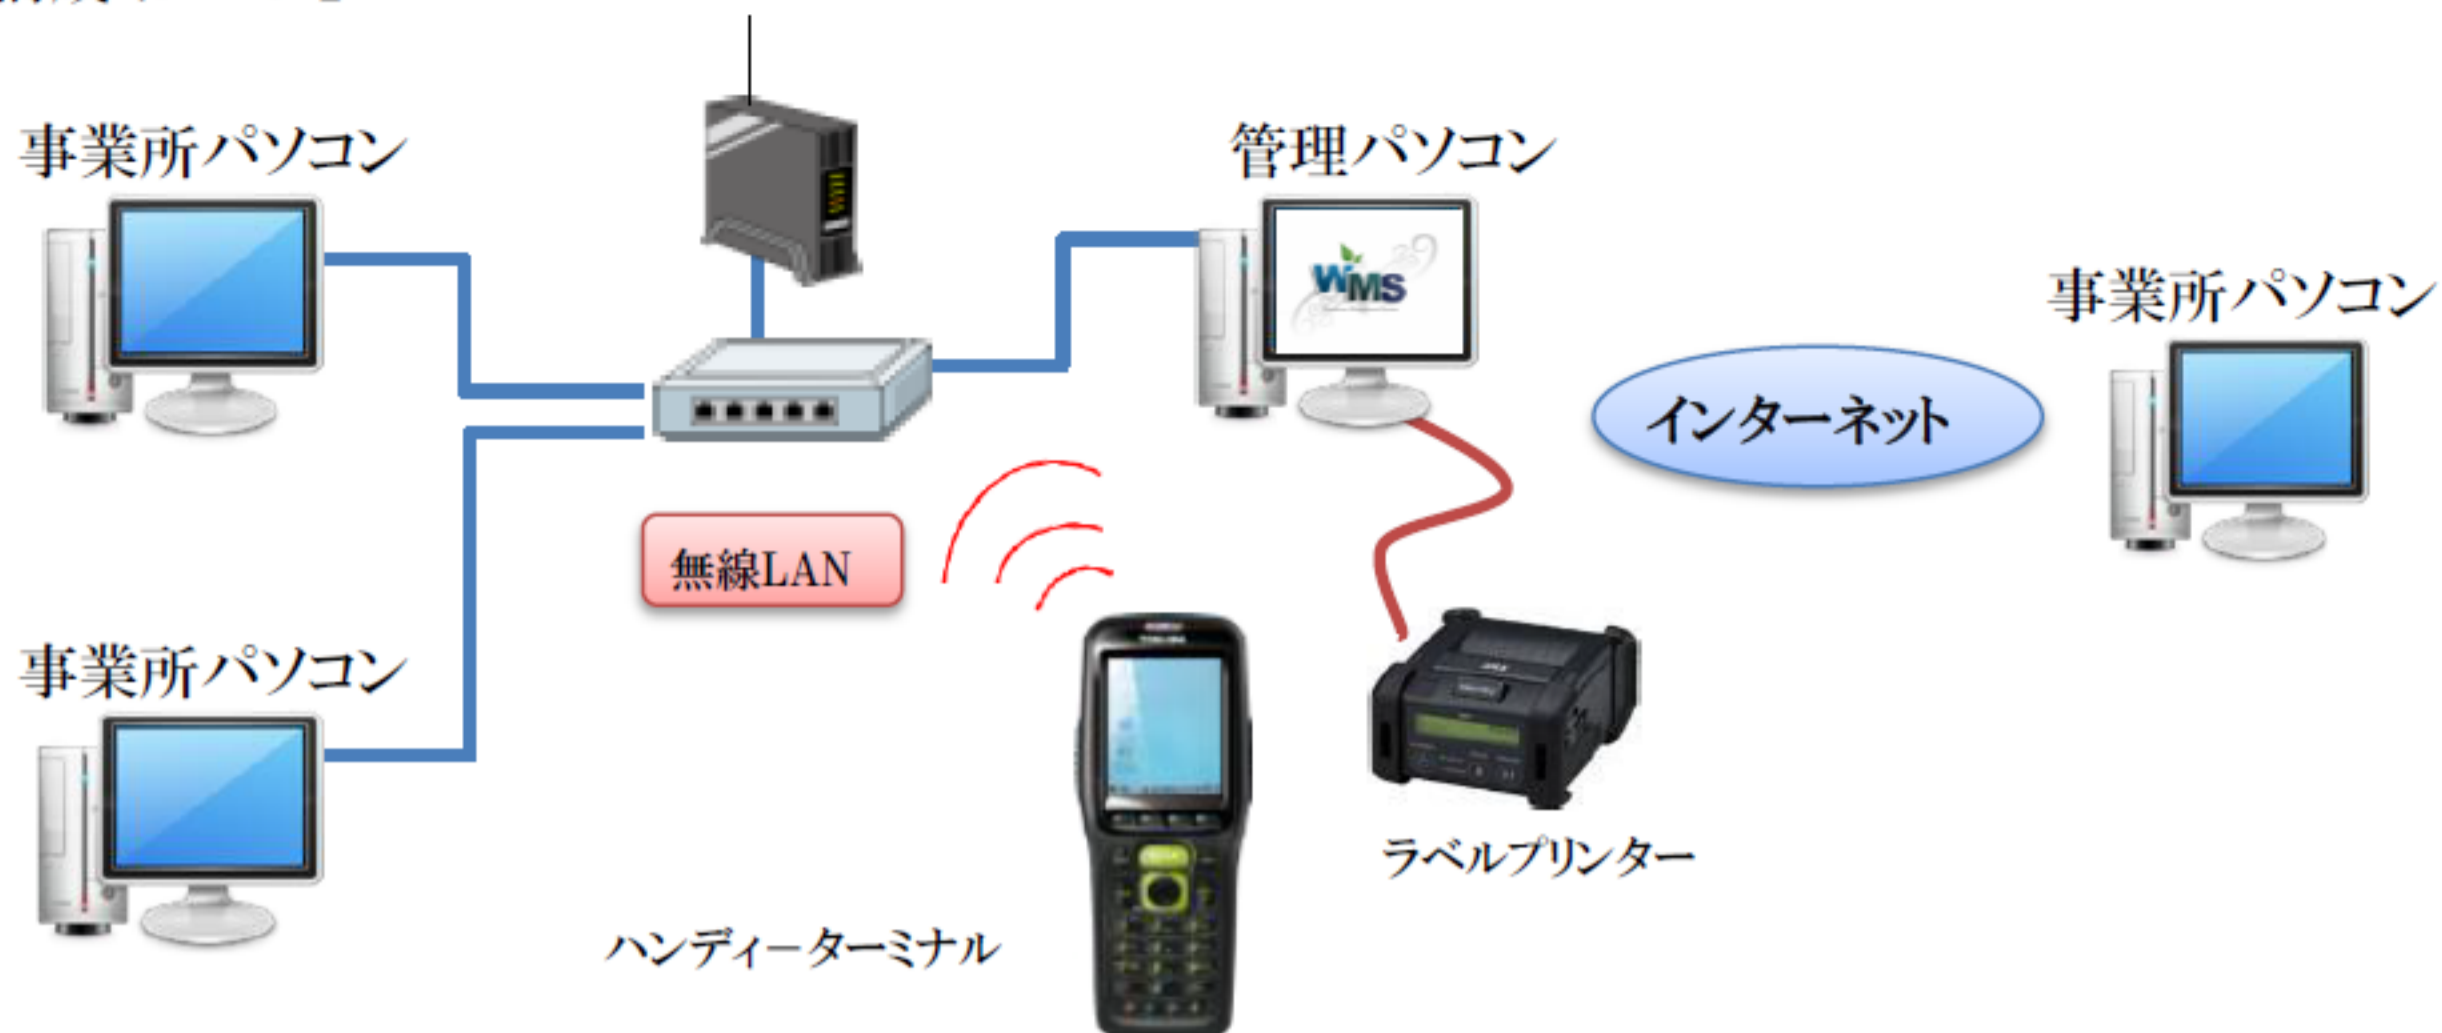 事業所パソコン
管理パソコン
WMS
事業所パソコン
インターネット
無線LAN
事業所パソコン
ラベルプリンター
ハンディーターミナル